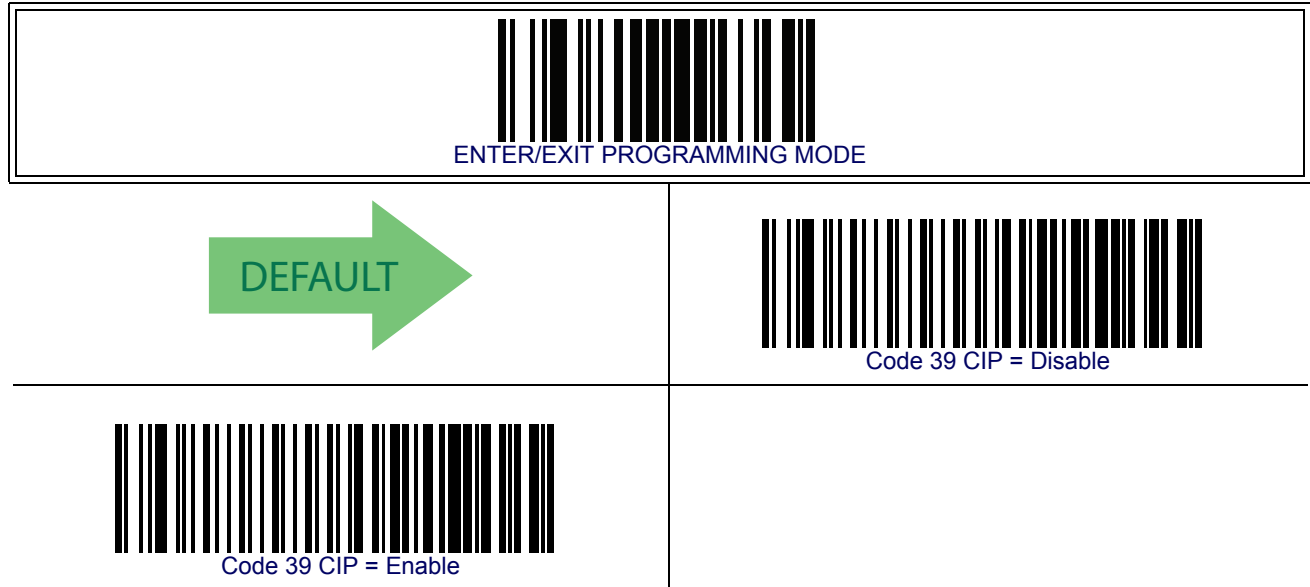 ENTER/EXIT PROGRAMMING MODE
DEFAULT
Code 39 CIP = Disable
Code 39 CIP = Enable